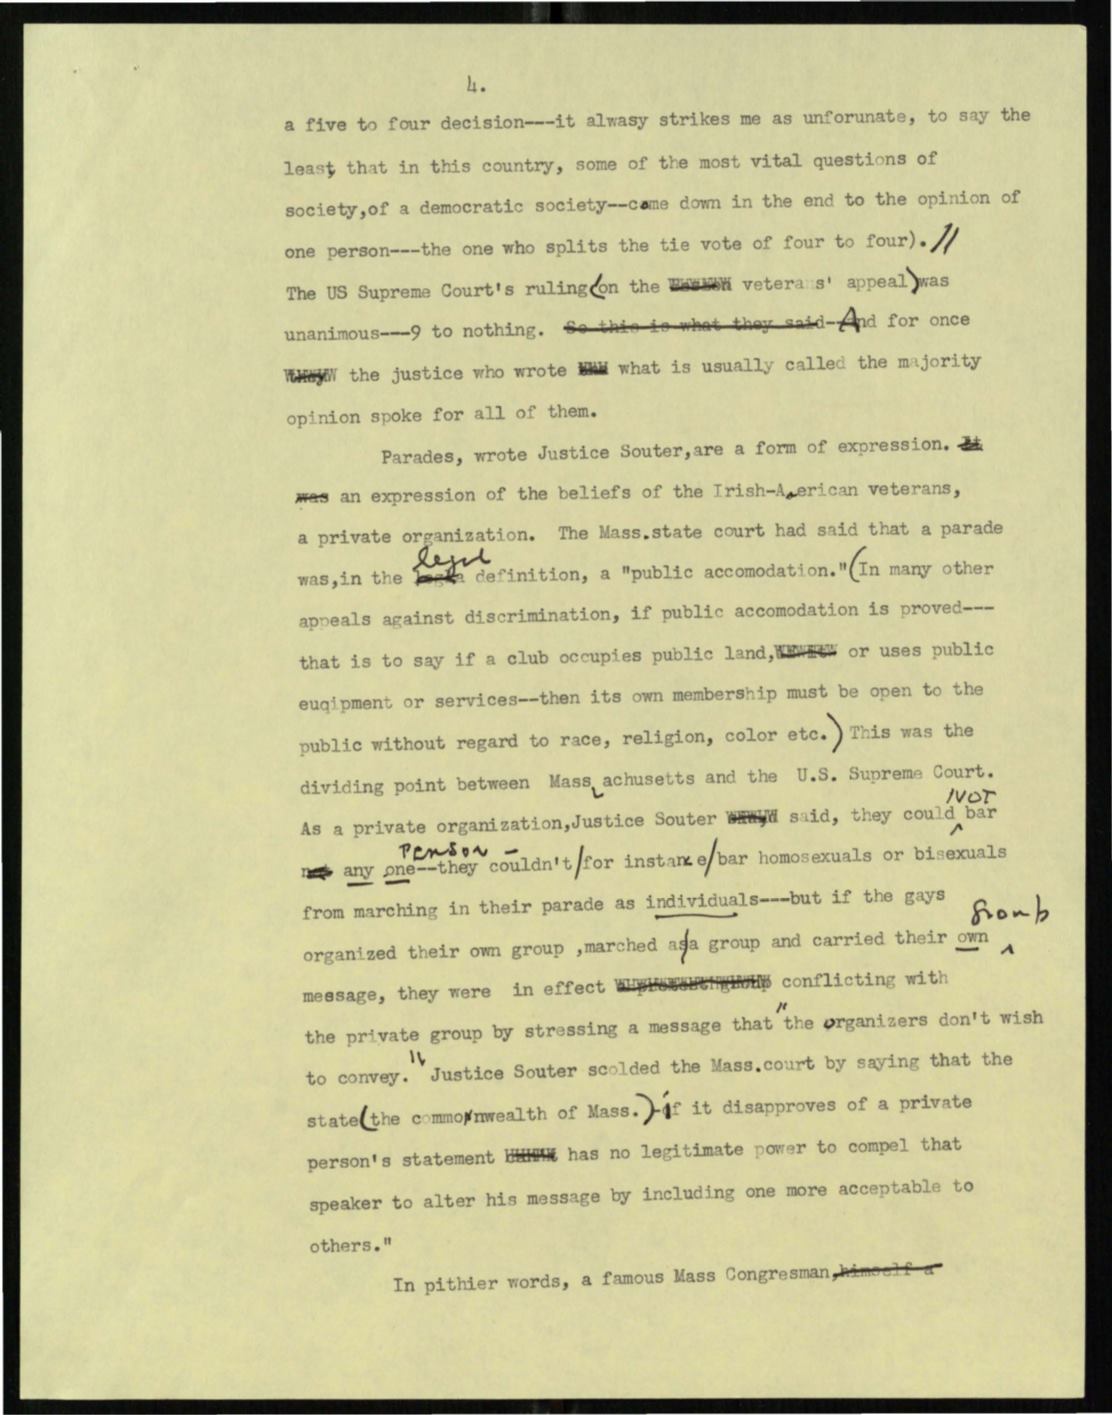 4.
a five to four decision---it alwasy strikes me as unforunate, to say the
least, that in this country, some of the most vital questions of
society,of a democratic society--come down in the end to the opinion of
one person---the one who splits the tie vote of four to four). //
The US Supreme Court's ruling(on the veterans' appeal)was
unanimous---9 to nothing. So this is what they said--And for once
the justice who wrote what is usually called the majority
opinion spoke for all of them.
Parades, wrote Justice Souter,are a form of expression. It
was an expression of the beliefs of the Irish-American veterans,
a private organization. The Mass.state court had said that a parade
legal
was,in the definition, a "public accomodation."(In many other
appeals against discrimination, if public accomodation is proved---
that is to say if a club occupies public land, or uses public
euqipment or services--then its own membership must be open to the
public without regard to race, religion, color etc.) This was the
dividing point between Massachusetts and the U.S. Supreme Court.
NOT
As a private organization,Justice Souter said, they could bar
person -
not any one--they couldn't/for instance/bar homosexuals or bisexuals
from marching in their parade as individuals---but if the gays
group
organized their own group ,marched as/a group and carried their own
message, they were in effect conflicting with
the private group by stressing a message that "the organizers don't wish
to convey." Justice Souter scolded the Mass.court by saying that the
state(the commonwealth of Mass.)-if it disapproves of a private
person's statement has no legitimate power to compel that
speaker to alter his message by including one more acceptable to
others."
In pithier words, a famous Mass Congresman,himself a